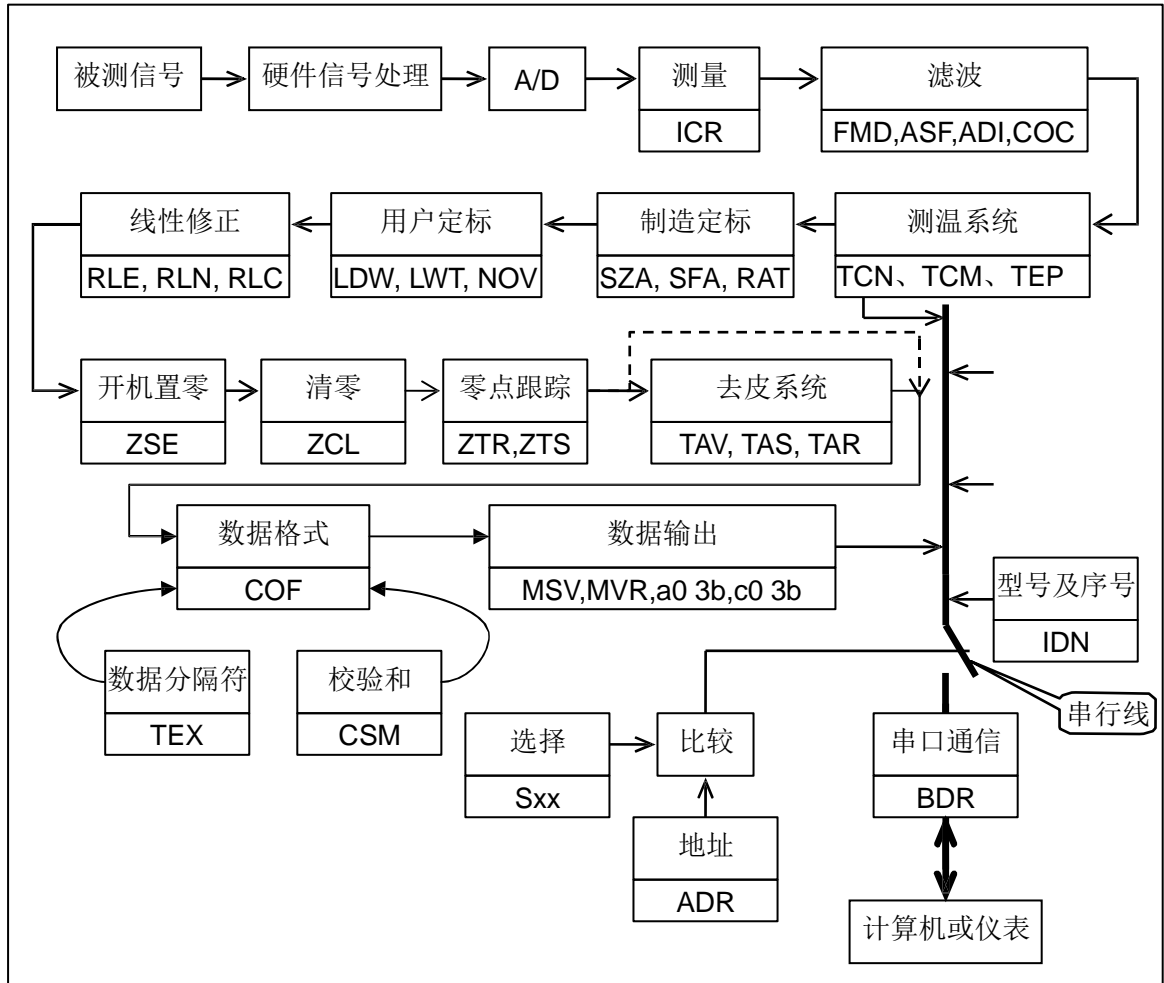 被测信号
硬件信号处理
A/D
测量
ICR
滤波
FMD,ASF,ADI,COC
线性修正
RLE, RLN, RLC
用户定标
LDW, LWT, NOV
制造定标
SZA, SFA, RAT
测温系统
TCN、TCM、TEP
开机置零
ZSE
清零
ZCL
零点跟踪
ZTR,ZTS
去皮系统
TAV, TAS, TAR
数据格式
COF
数据输出
MSV,MVR,a0 3b,c0 3b
型号及序号
IDN
数据分隔符
TEX
校验和
CSM
选择
Sxx
比较
串口通信
BDR
串行线
地址
ADR
计算机或仪表